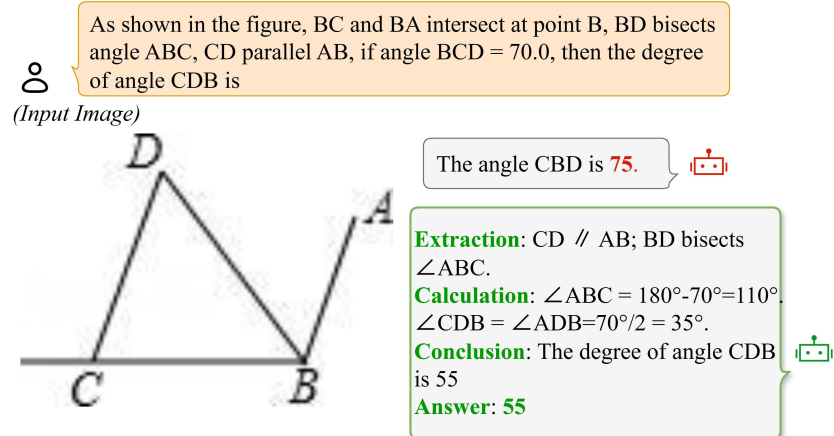 As shown in the figure, BC and BA intersect at point B, BD bisects
angle ABC, CD parallel AB, if angle BCD = 70.0, then the degree
of angle CDB is
(Input Image)
D
A
C
B
The angle CBD is 75.
Extraction: CD ∥ AB; BD bisects
∠ABC.
Calculation: ∠ABC = 180°-70°=110°.
∠CDB = ∠ADB=70°/2 = 35°.
Conclusion: The degree of angle CDB
is 55
Answer: 55